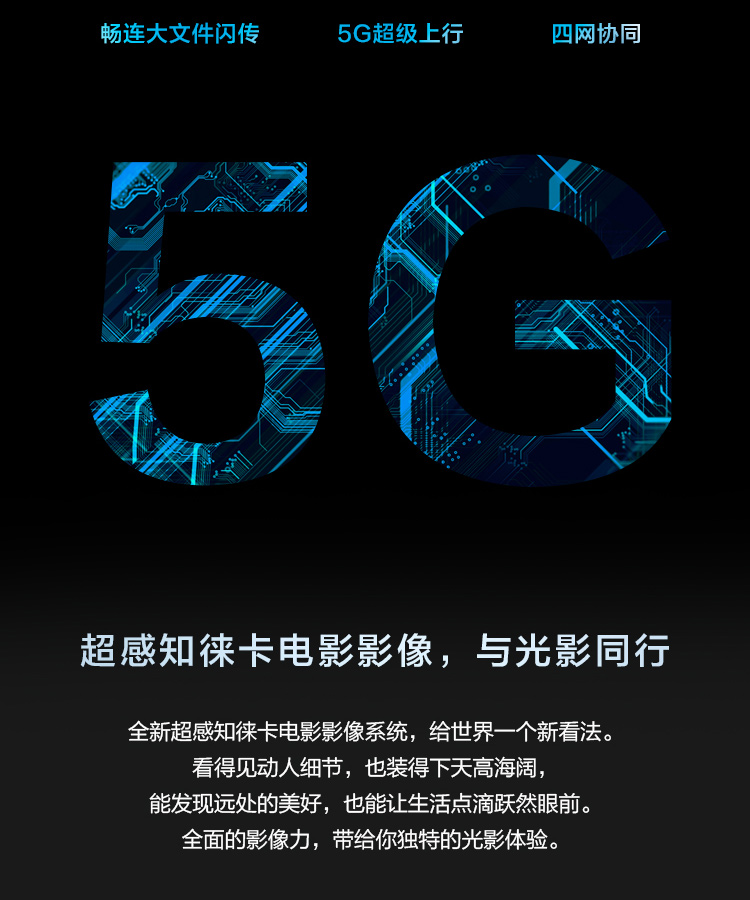 畅连大文件闪传 5G超级上行 四网协同
5G
超感知徕卡电影影像，与光影同行
全新超感知徕卡电影影像系统，给世界一个新看法。
看得见动人细节，也装得下天高海阔，
能发现远处的美好，也能让生活点滴跃然眼前。
全面的影像力，带给你独特的光影体验。